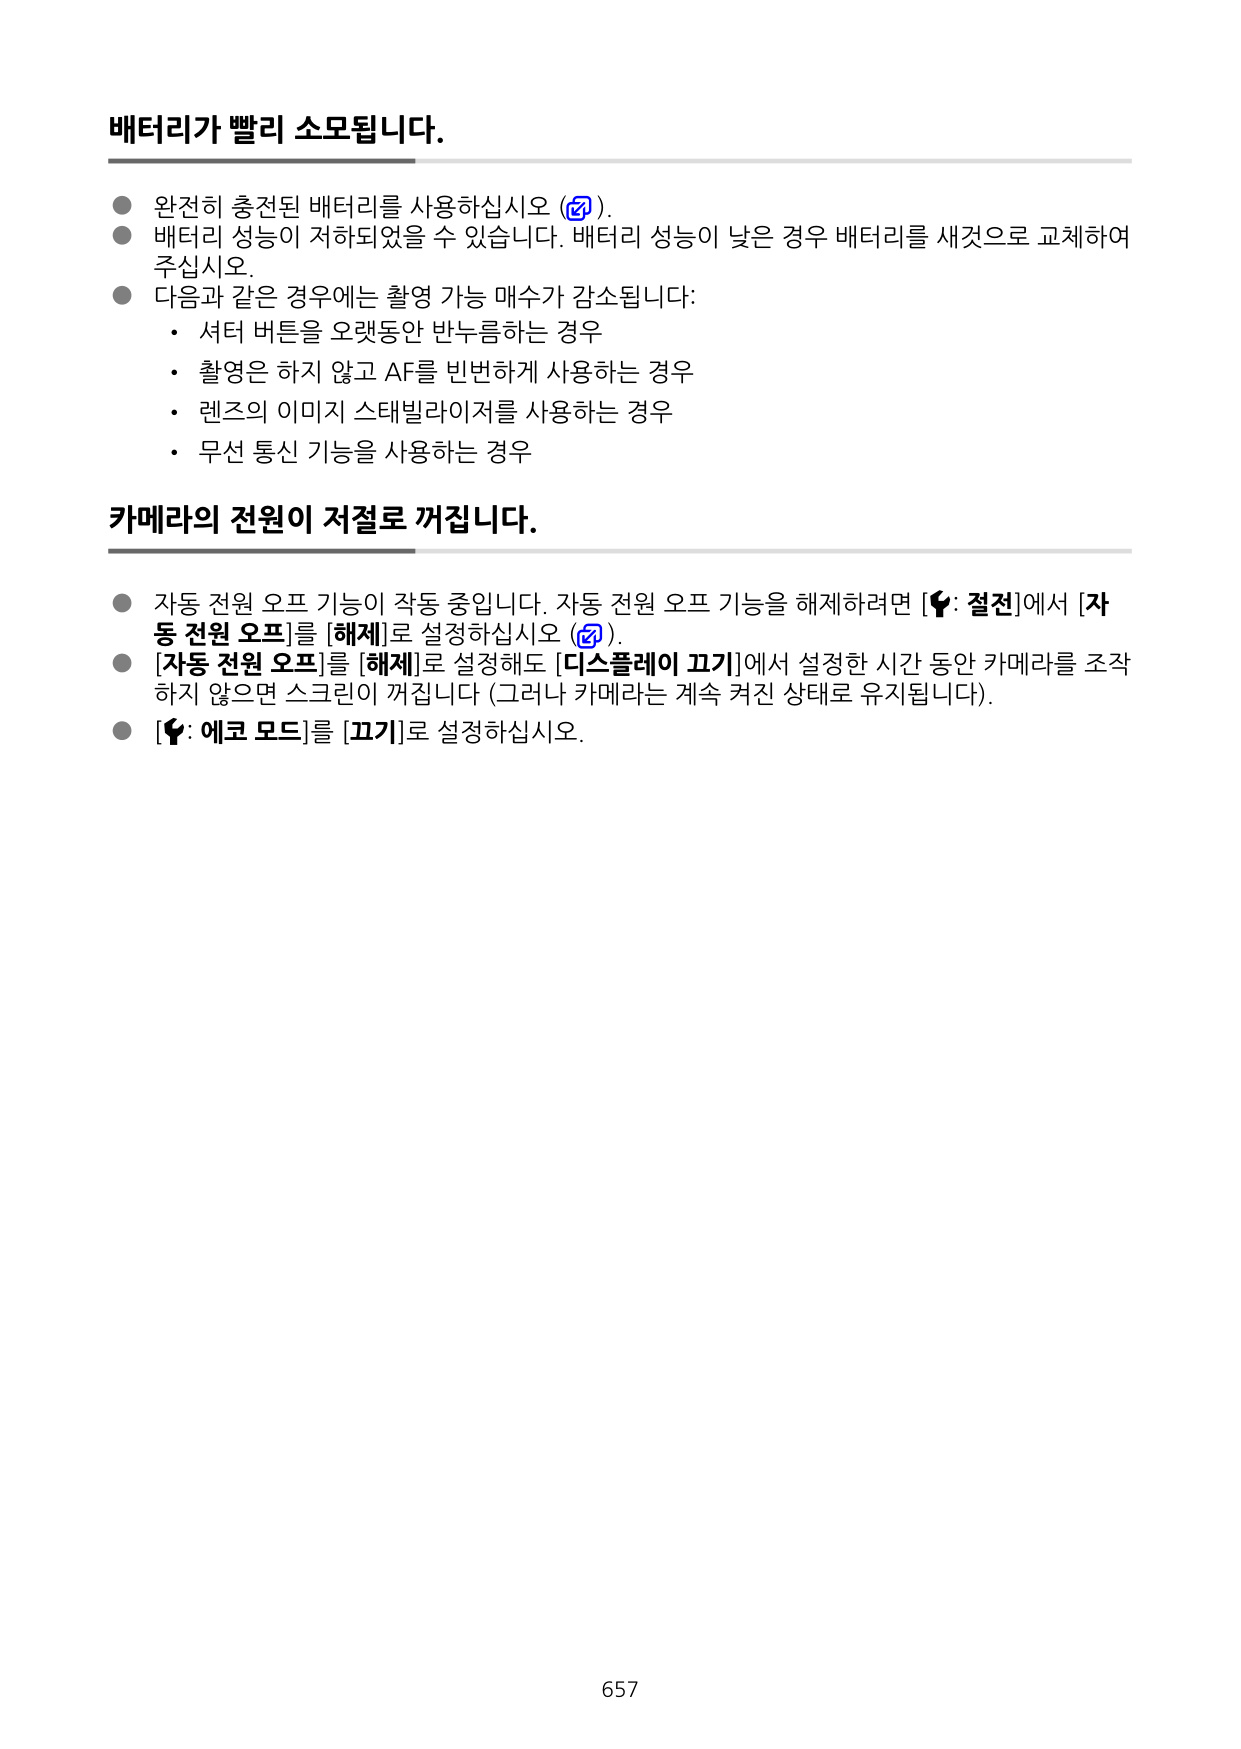 배터리가 빨리 소모됩니다.
● 완전히 충전된 배터리를 사용하십시오 ( ).
● 배터리 성능이 저하되었을 수 있습니다. 배터리 성능이 낮은 경우 배터리를 새것으로 교체하여
주십시오.
● 다음과 같은 경우에는 촬영 가능 매수가 감소됩니다:
• 셔터 버튼을 오랫동안 반누름하는 경우
• 촬영은 하지 않고 AF를 빈번하게 사용하는 경우
• 렌즈의 이미지 스태빌라이저를 사용하는 경우
• 무선 통신 기능을 사용하는 경우
카메라의 전원이 저절로 꺼집니다.
● 자동 전원 오프 기능이 작동 중입니다. 자동 전원 오프 기능을 해제하려면 [ : 절전]에서 [자
동 전원 오프]를 [해제]로 설정하십시오 ( ).
● [자동 전원 오프]를 [해제]로 설정해도 [디스플레이 끄기]에서 설정한 시간 동안 카메라를 조작
하지 않으면 스크린이 꺼집니다 (그러나 카메라는 계속 켜진 상태로 유지됩니다).
● [ : 에코 모드]를 [끄기]로 설정하십시오.
657